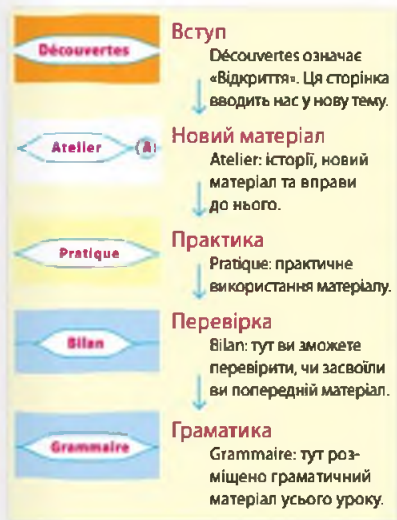 Découvertes
Вступ
Découvertes означає
«Відкриття». Ця сторінка
вводить нас у нову тему.
Atelier
A
Новий матеріал
Atelier: історії, новий
матеріал та вправи
до нього.
Pratique
Практика
Pratique: практичне
використання матеріалу.
Bilan
Перевірка
Bilan: тут ви зможете
перевірити, чи засвоїли
ви попередній матеріал.
Grammaire
Граматика
Grammaire: тут роз-
міщено граматичний
матеріал усього уроку.